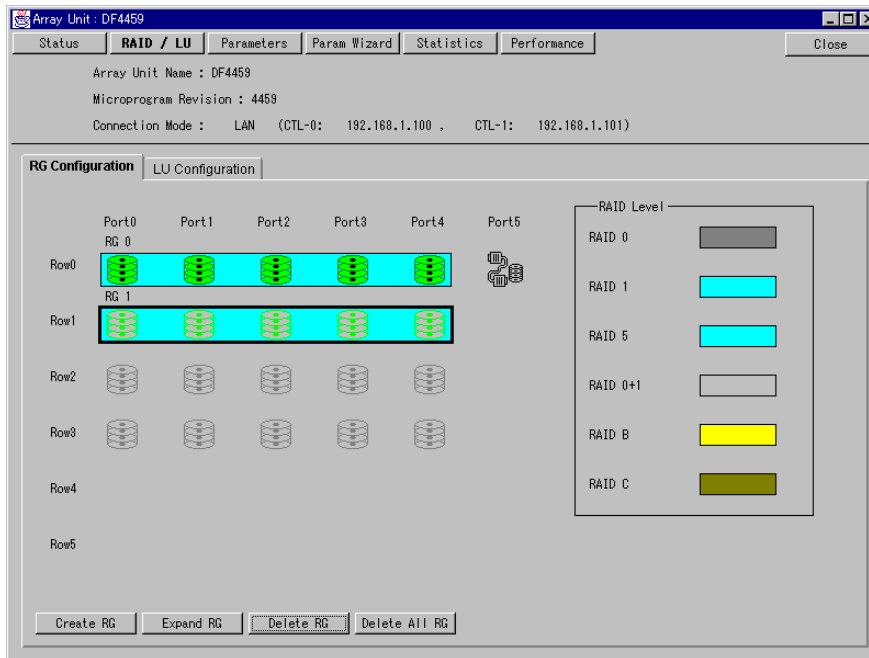 Array Unit : DF4459
Status RAID / LU Parameters Param Wizard Statistics Performance Close
Array Unit Name : DF4459
Microprogram Revision : 4459
Connection Mode : LAN (CTL-0: 192.168.1.100 , CTL-1: 192.168.1.101)
RG Configuration LU Configuration
Port0 Port1 Port2 Port3 Port4 Port5
RG 0
Row0
RG 1
Row1
Row2
Row3
Row4
Row5
RAID Level
RAID 0
RAID 1
RAID 5
RAID 0+1
RAID B
RAID C
Create RG Expand RG Delete RG Delete All RG